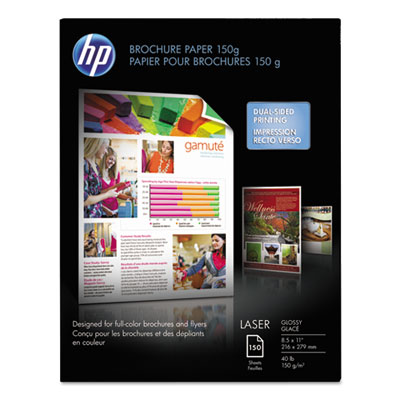 hp
BROCHURE PAPER 150g
PAPIER POUR BROCHURES 150 g
DUAL-SIDED
PRINTING
IMPRESSION
RECTO VERSO
gamuté
Wellness
Designed for full-color brochures and flyers
Conçu pour les brochures et des dépliants
en couleur
LASER
GLOSSY
GLACÉ
150
Sheets
Feuilles
8.5 x 11"
216 x 279 mm
40 lb
150 g/m²